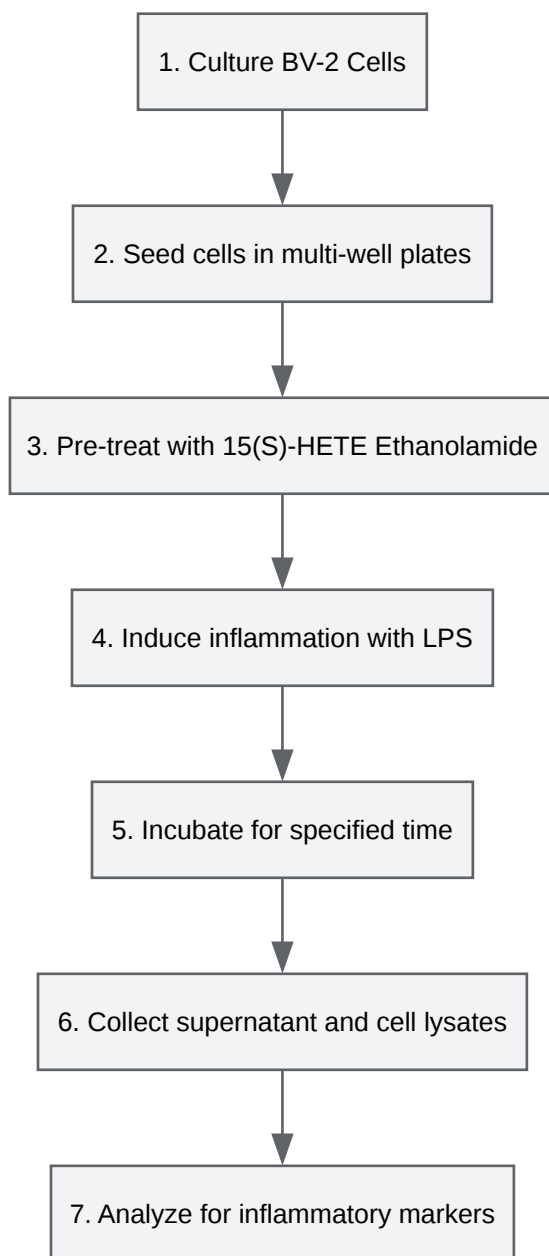 1. Culture BV-2 Cells
2. Seed cells in multi-well plates
3. Pre-treat with 15(S)-HETE Ethanolamide
4. Induce inflammation with LPS
5. Incubate for specified time
6. Collect supernatant and cell lysates
7. Analyze for inflammatory markers